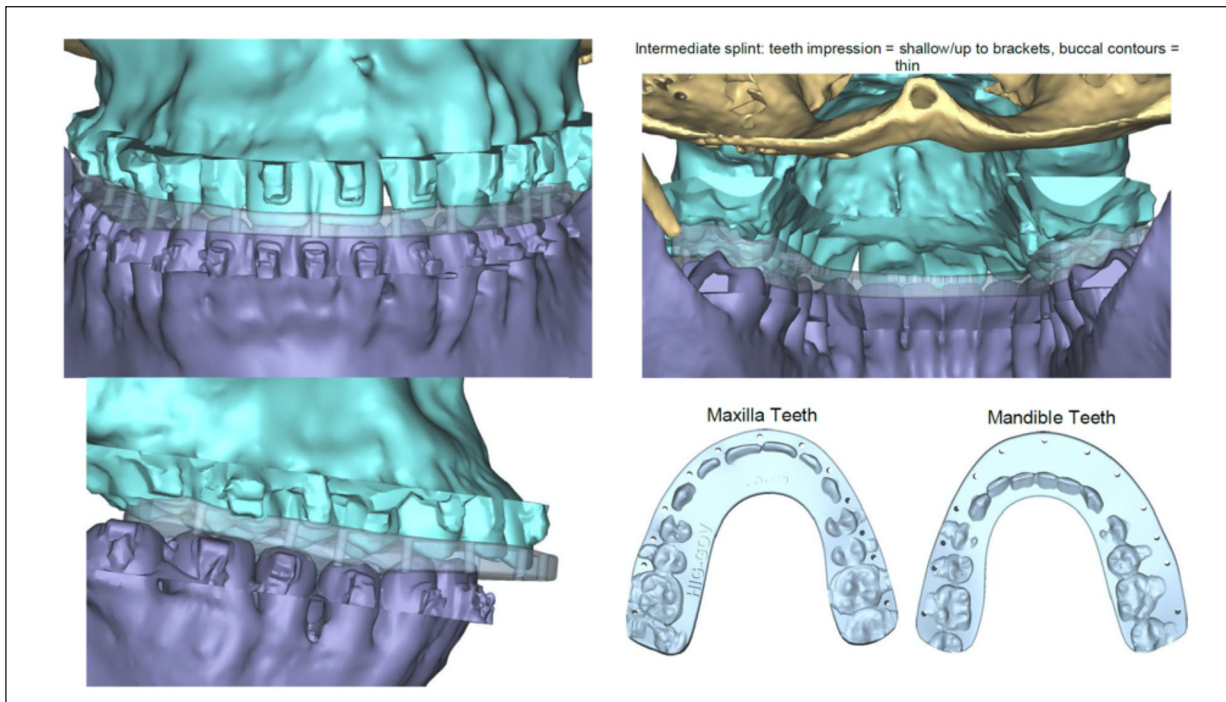 Intermediate splint: teeth impression = shallow/up to brackets, buccal contours =
thin
Maxilla Teeth
Mandible Teeth